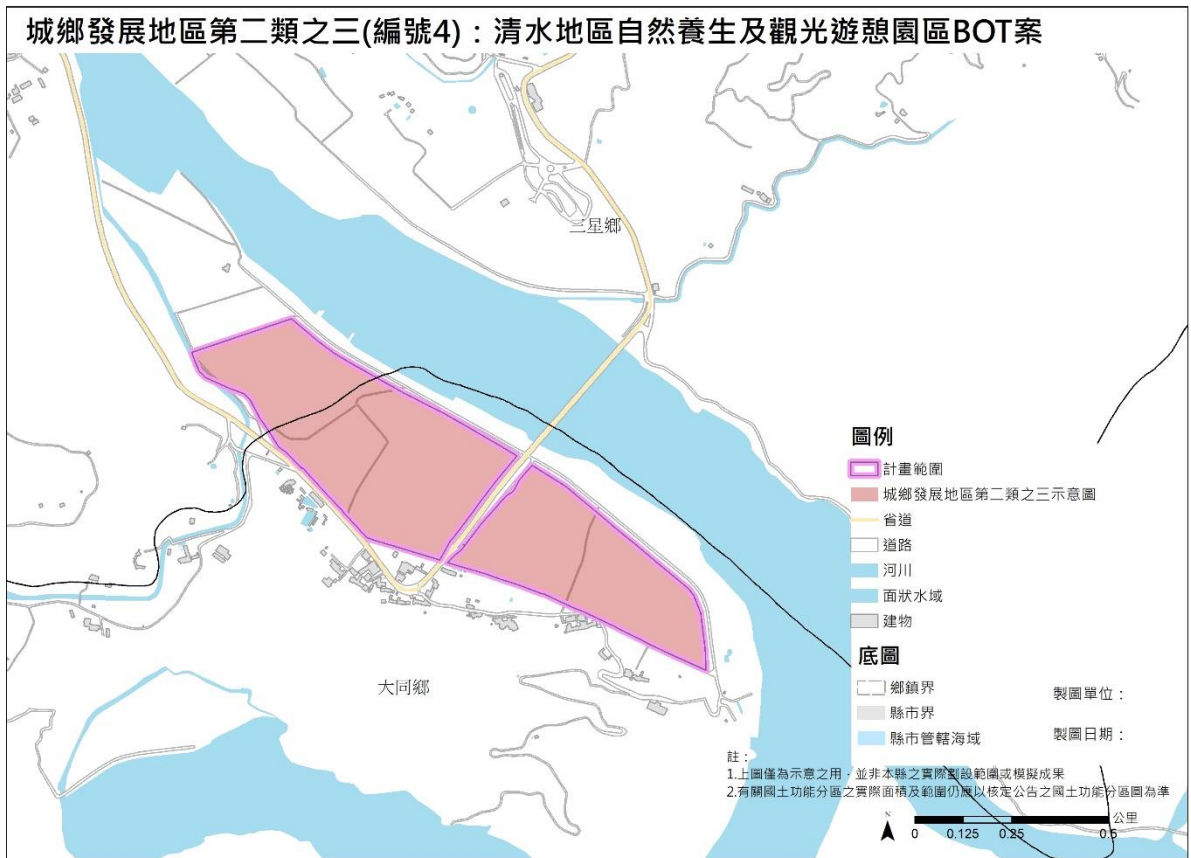 城鄉發展地區第二類之三(編號4)：清水地區自然養生及觀光遊憩園區BOT案
三星鄉
大同鄉
圖例
計畫範圍
城鄉發展地區第二類之三示意圖
省道
道路
河川
面狀水域
建物
底圖
鄉鎮界
縣市界
縣市管轄海域
製圖單位：
製圖日期：
註：
1.上圖僅為示意之用，並非本縣之實際劃設範圍或模擬成果
2.有關國土功能分區之實際面積及範圍仍應以核定公告之國土功能分區圖為準
N
公里
0 0.125 0.25 0.5